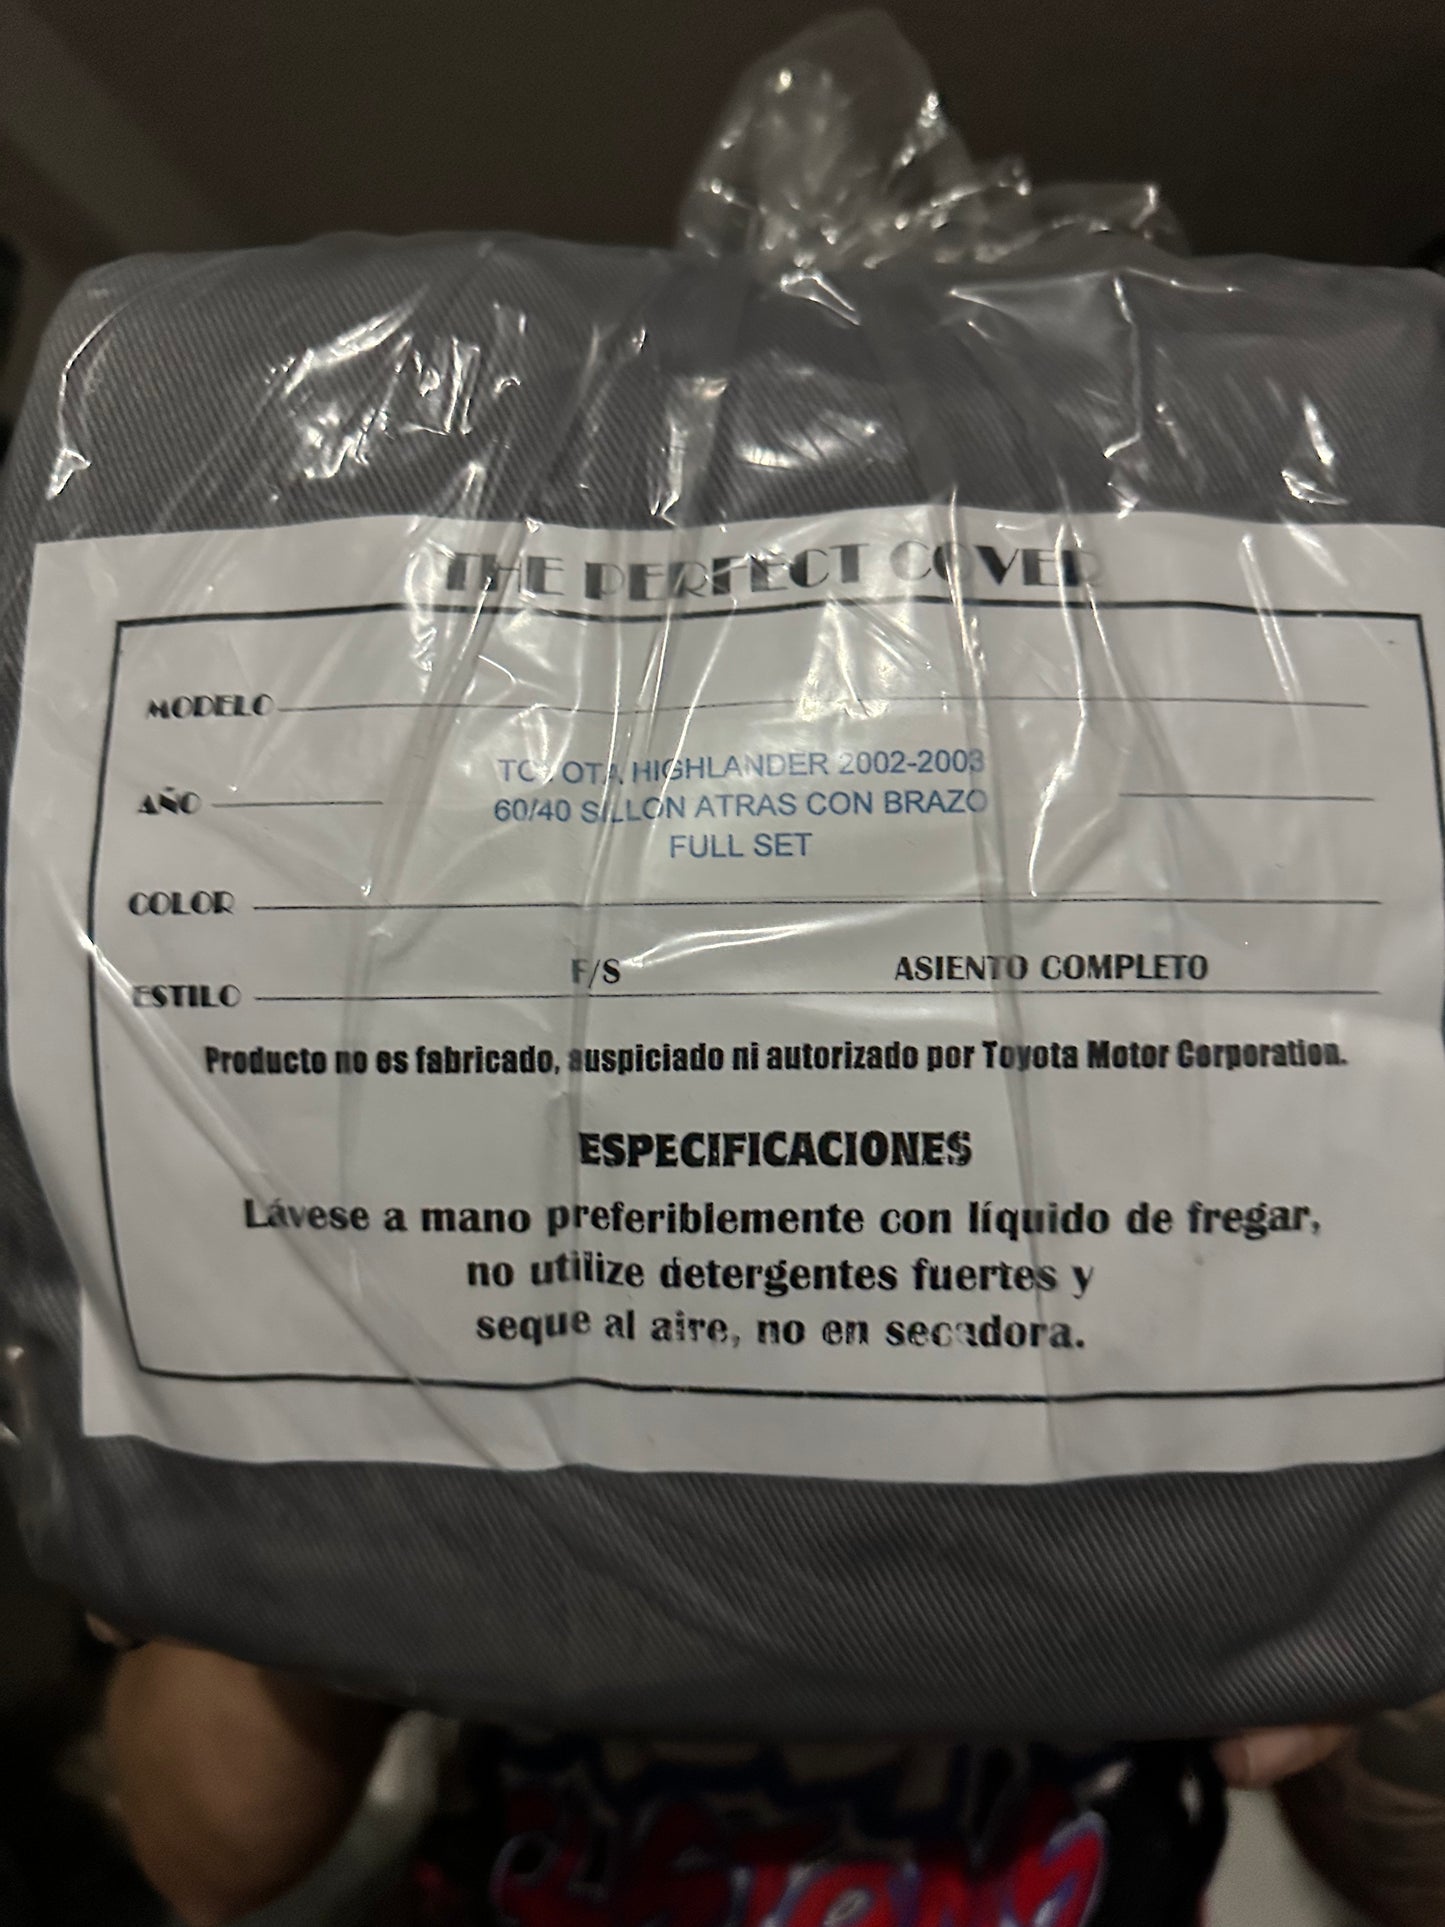 THE PERFECT COVER
MODELO
TOYOTA HIGHLANDER 2002-2003
AÑO
60/40 SILLON ATRAS CON BRAZO
FULL SET
COLOR
F/S ASIENTO COMPLETO
ESTILO
Producto no es fabricado, auspiciado ni autorizado por Toyota Motor Corporation.
ESPECIFICACIONES
Lávese a mano preferiblemente con líquido de fregar,
no utilize detergentes fuertes y
seque al aire, no en secadora.